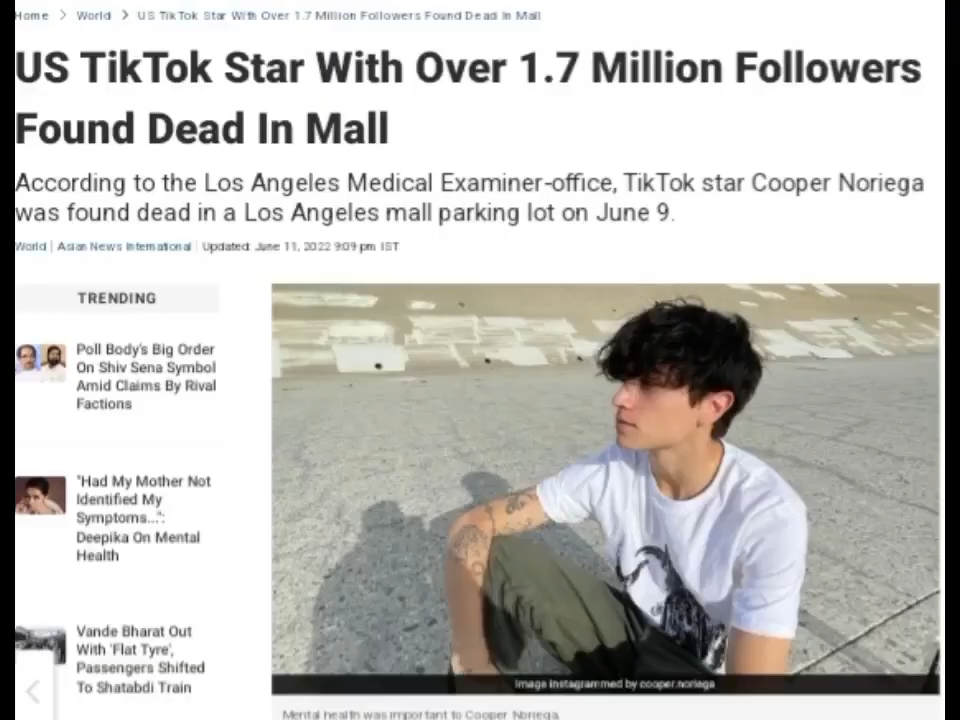 Home > World > US TikTok Star With Over 1.7 Million Followers Found Dead In Mall
US TikTok Star With Over 1.7 Million Followers
Found Dead In Mall
According to the Los Angeles Medical Examiner-office, TikTok star Cooper Noriega
was found dead in a Los Angeles mall parking lot on June 9.
World | Asian News International | Updated: June 11, 2022 9:09 pm IST
TRENDING
Poll Body's Big Order
On Shiv Sena Symbol
Amid Claims By Rival
Factions
"Had My Mother Not
Identified My
Symptoms...":
Deepika On Mental
Health
Vande Bharat Out
With 'Flat Tyre',
Passengers Shifted
To Shatabdi Train
Image instagrammed by cooper.noriega
Mental health was important to Cooper Noriega.